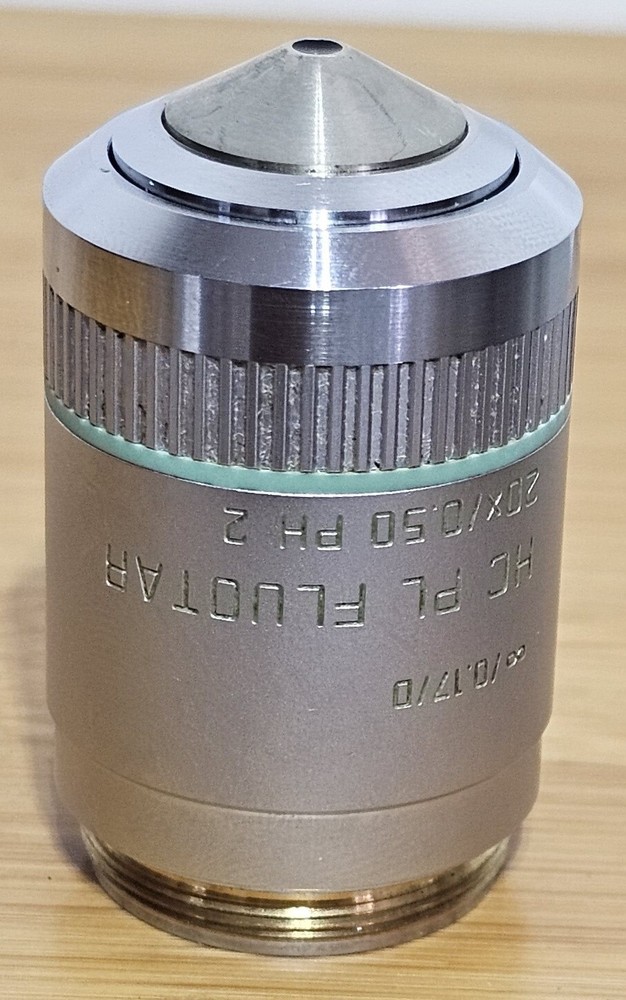 ∞/0.17/D
HC PL FLUOTAR
20x/0.50 PH 2